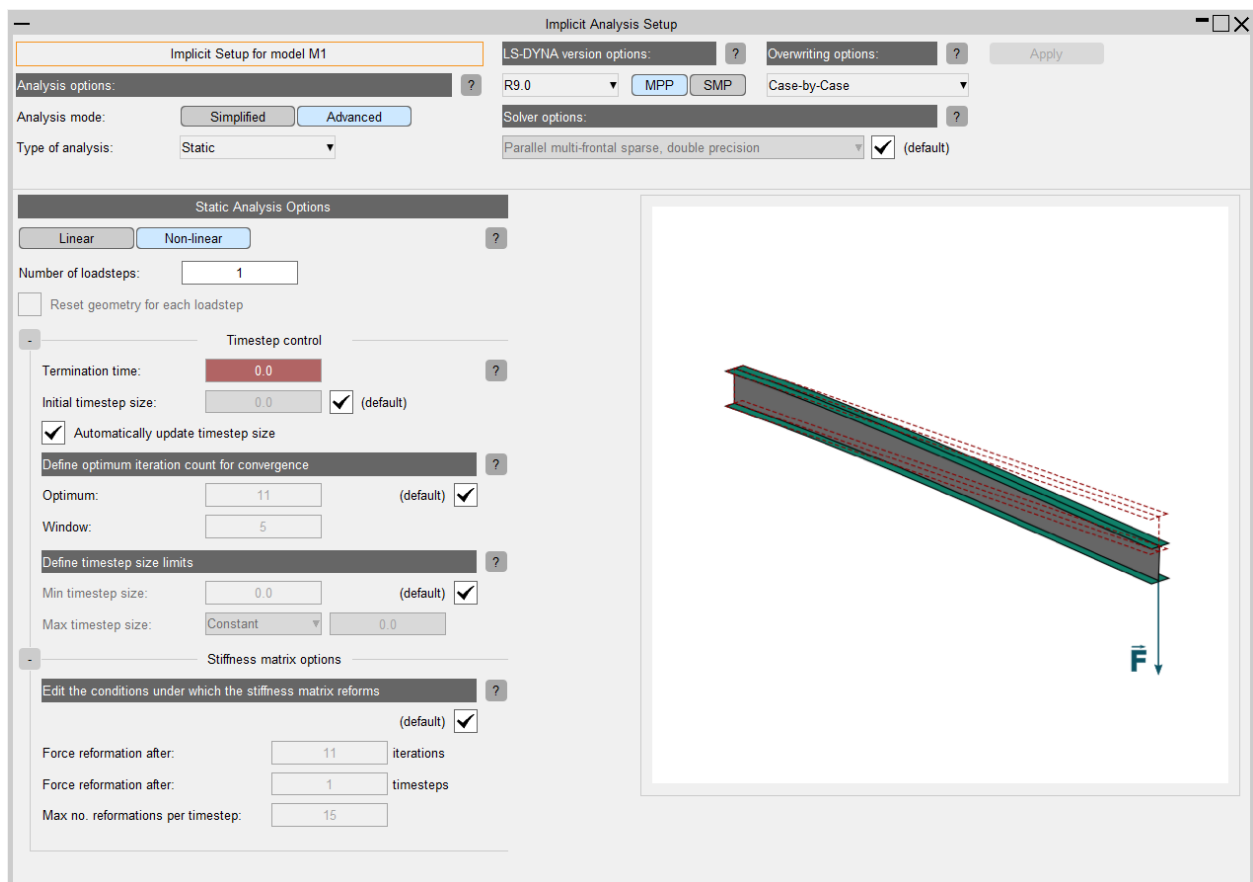 Implicit Analysis Setup
Implicit Setup for model M1
LS-DYNA version options: ?
Overwriting options: ?
Apply
Analysis options: ?
R9.0 MPP SMP
Case-by-Case
Analysis mode: Simplified Advanced
Solver options: ?
Type of analysis: Static
Parallel multi-frontal sparse, double precision (default)
Static Analysis Options
Linear Non-linear ?
Number of loadsteps: 1
Reset geometry for each loadstep
- Timestep control
Termination time: 0.0 ?
Initial timestep size: 0.0 (default)
Automatically update timestep size
Define optimum iteration count for convergence ?
Optimum: 11 (default)
Window: 5
Define timestep size limits ?
Min timestep size: 0.0 (default)
Max timestep size: Constant 0.0
- Stiffness matrix options
Edit the conditions under which the stiffness matrix reforms ?
(default)
Force reformation after: 11 iterations
Force reformation after: 1 timesteps
Max no. reformations per timestep: 15
F